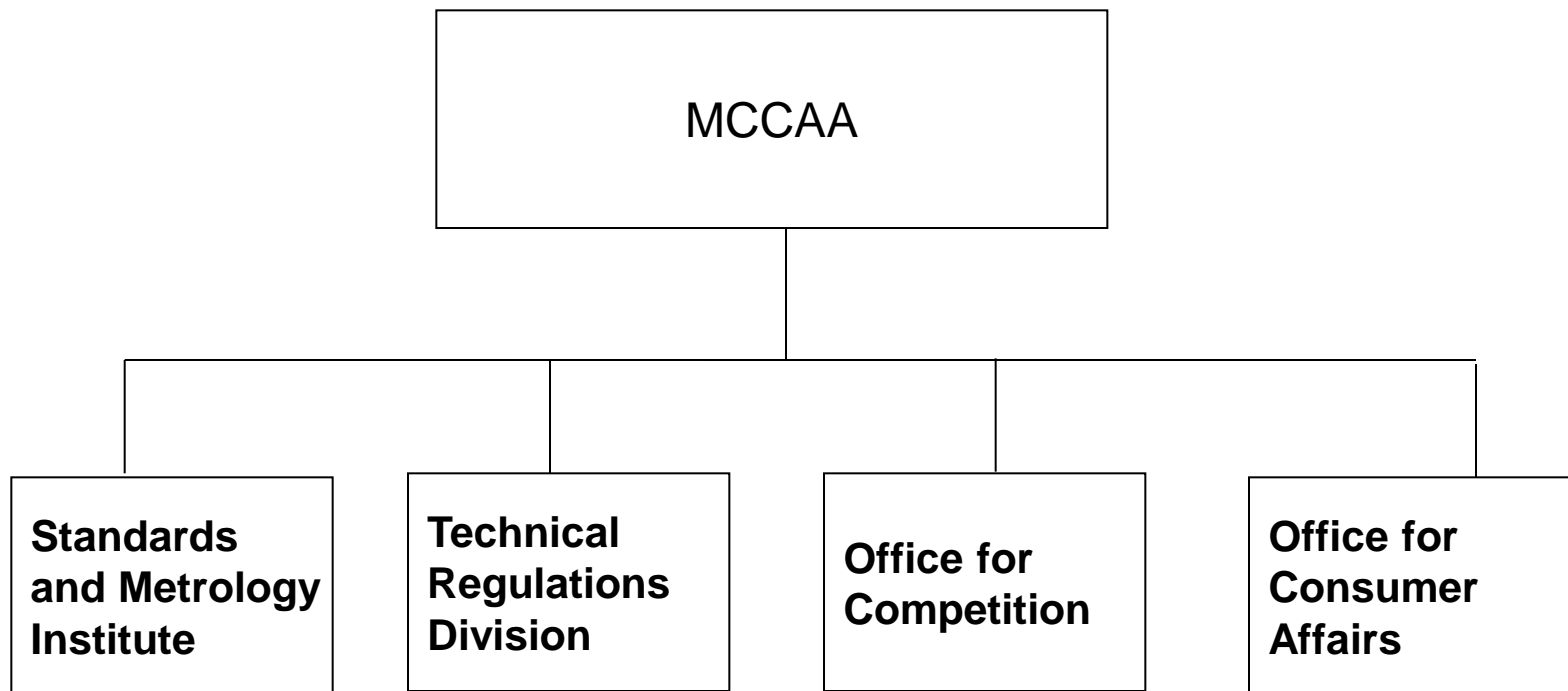 MCCAA
Standards
and Metrology
Institute
Technical
Regulations
Division
Office for
Competition
Office for
Consumer
Affairs